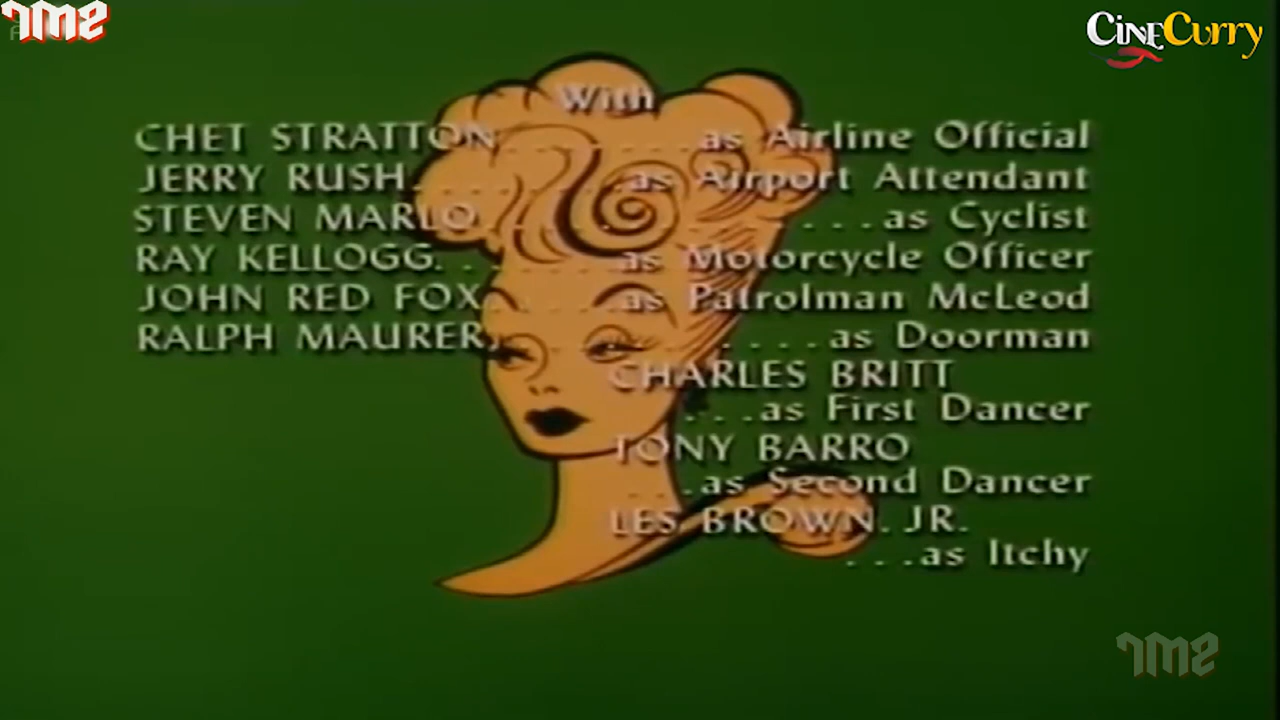 CINECURRY
With
CHET STRATTON.......as Airline Official
JERRY RUSH.........as Airport Attendant
STEVEN MARLO...............as Cyclist
RAY KELLOGG........as Motorcycle Officer
JOHN RED FOX......as Patrolman McLeod
RALPH MAURER............as Doorman
CHARLES BRITT
...as First Dancer
TONY BARRO
....as Second Dancer
LES BROWN, JR.
...as Itchy